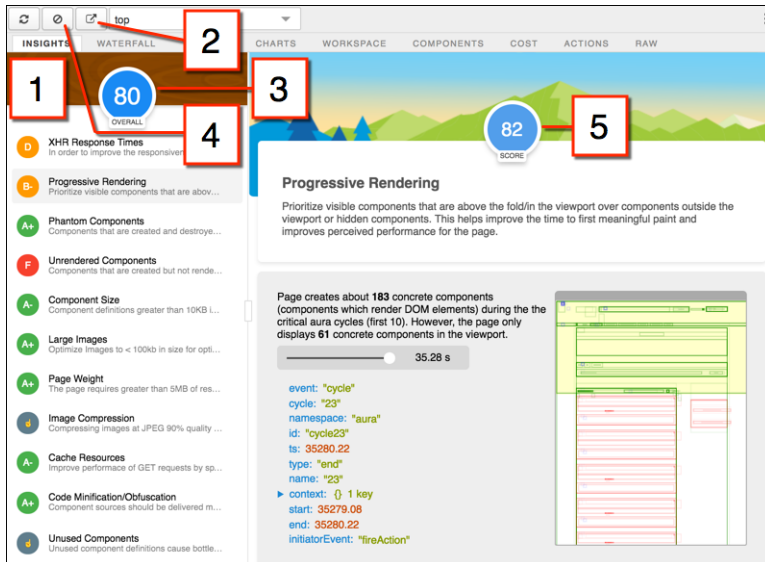 top
2
INSIGHTS WATERFALL CHARTS WORKSPACE COMPONENTS COST ACTIONS RAW
1
80
OVERALL
3
4
82
SCORE
5
D
XHR Response Times
In order to improve the responsiven
B-
Progressive Rendering
Prioritize visible components that are abov...
A+
Phantom Components
Components that are created and destroye...
F
Unrendered Components
Components that are created but not rende...
A-
Component Size
Component definitions greater than 10KB i...
A+
Large Images
Optimize Images to < 100kb in size for opti...
A+
Page Weight
The page requires greater than 5MB of res...
Image Compression
Compressing images at JPEG 90% quality ...
A-
Cache Resources
Improve performace of GET requests by sp...
A+
Code Minification/Obfuscation
Component sources should be delivered m...
Unused Components
Unused component definitions cause bottle...
Progressive Rendering
Prioritize visible components that are above the fold/in the viewport over components outside the
viewport or hidden components. This helps improve the time to first meaningful paint and
improves perceived performance for the page.
Page creates about 183 concrete components
(components which render DOM elements) during the the
critical aura cycles (first 10). However, the page only
displays 61 concrete components in the viewport.
35.28 s
event: "cycle"
cycle: "23"
namespace: "aura"
id: "cycle23"
ts: 35280.22
type: "end"
name: "23"
context: {} 1 key
start: 35279.08
end: 35280.22
initiatorEvent: "fireAction"